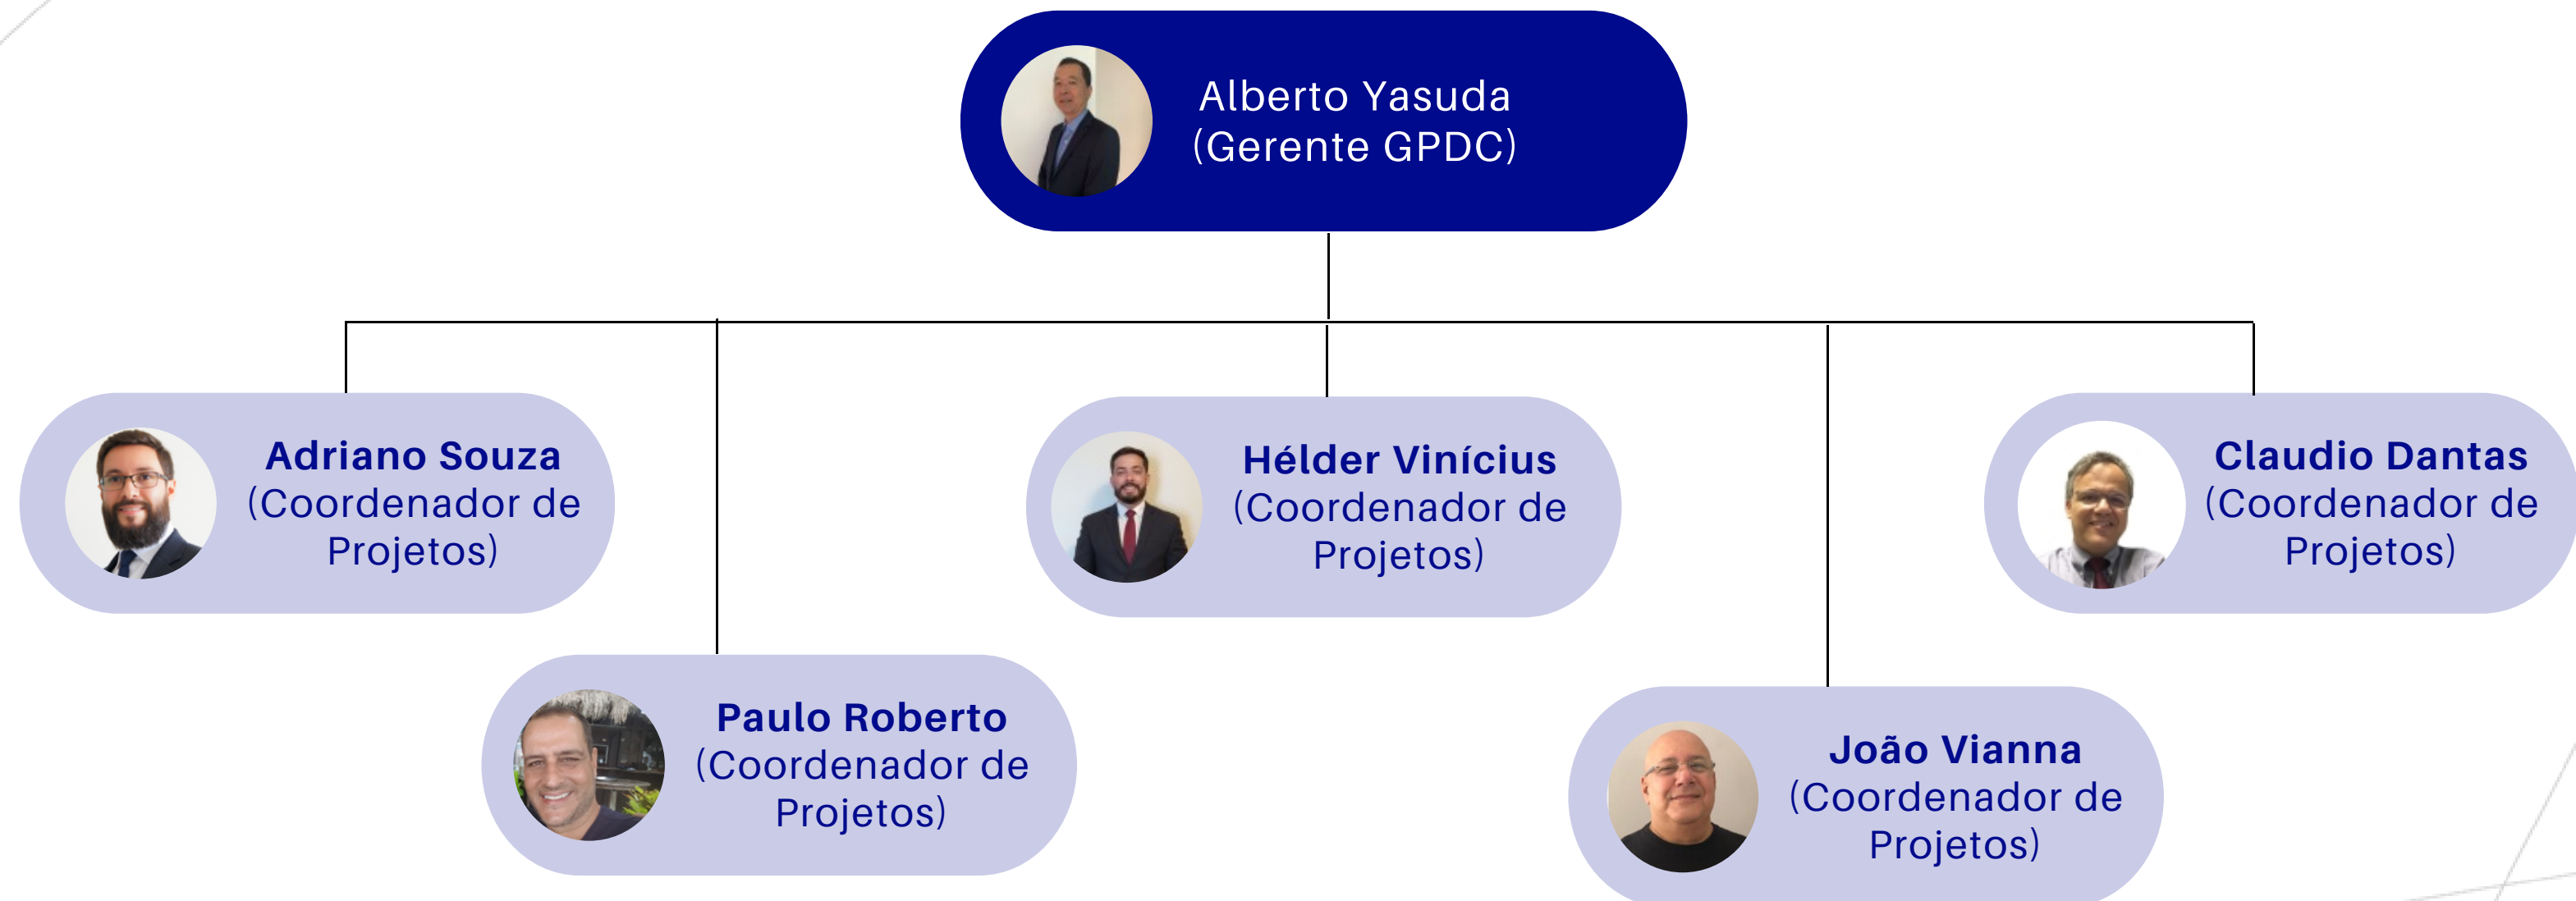 Alberto Yasuda
(Gerente GPDC)
Adriano Souza
(Coordenador de
Projetos)
Hélder Vinícius
(Coordenador de
Projetos)
Claudio Dantas
(Coordenador de
Projetos)
Paulo Roberto
(Coordenador de
Projetos)
João Vianna
(Coordenador de
Projetos)